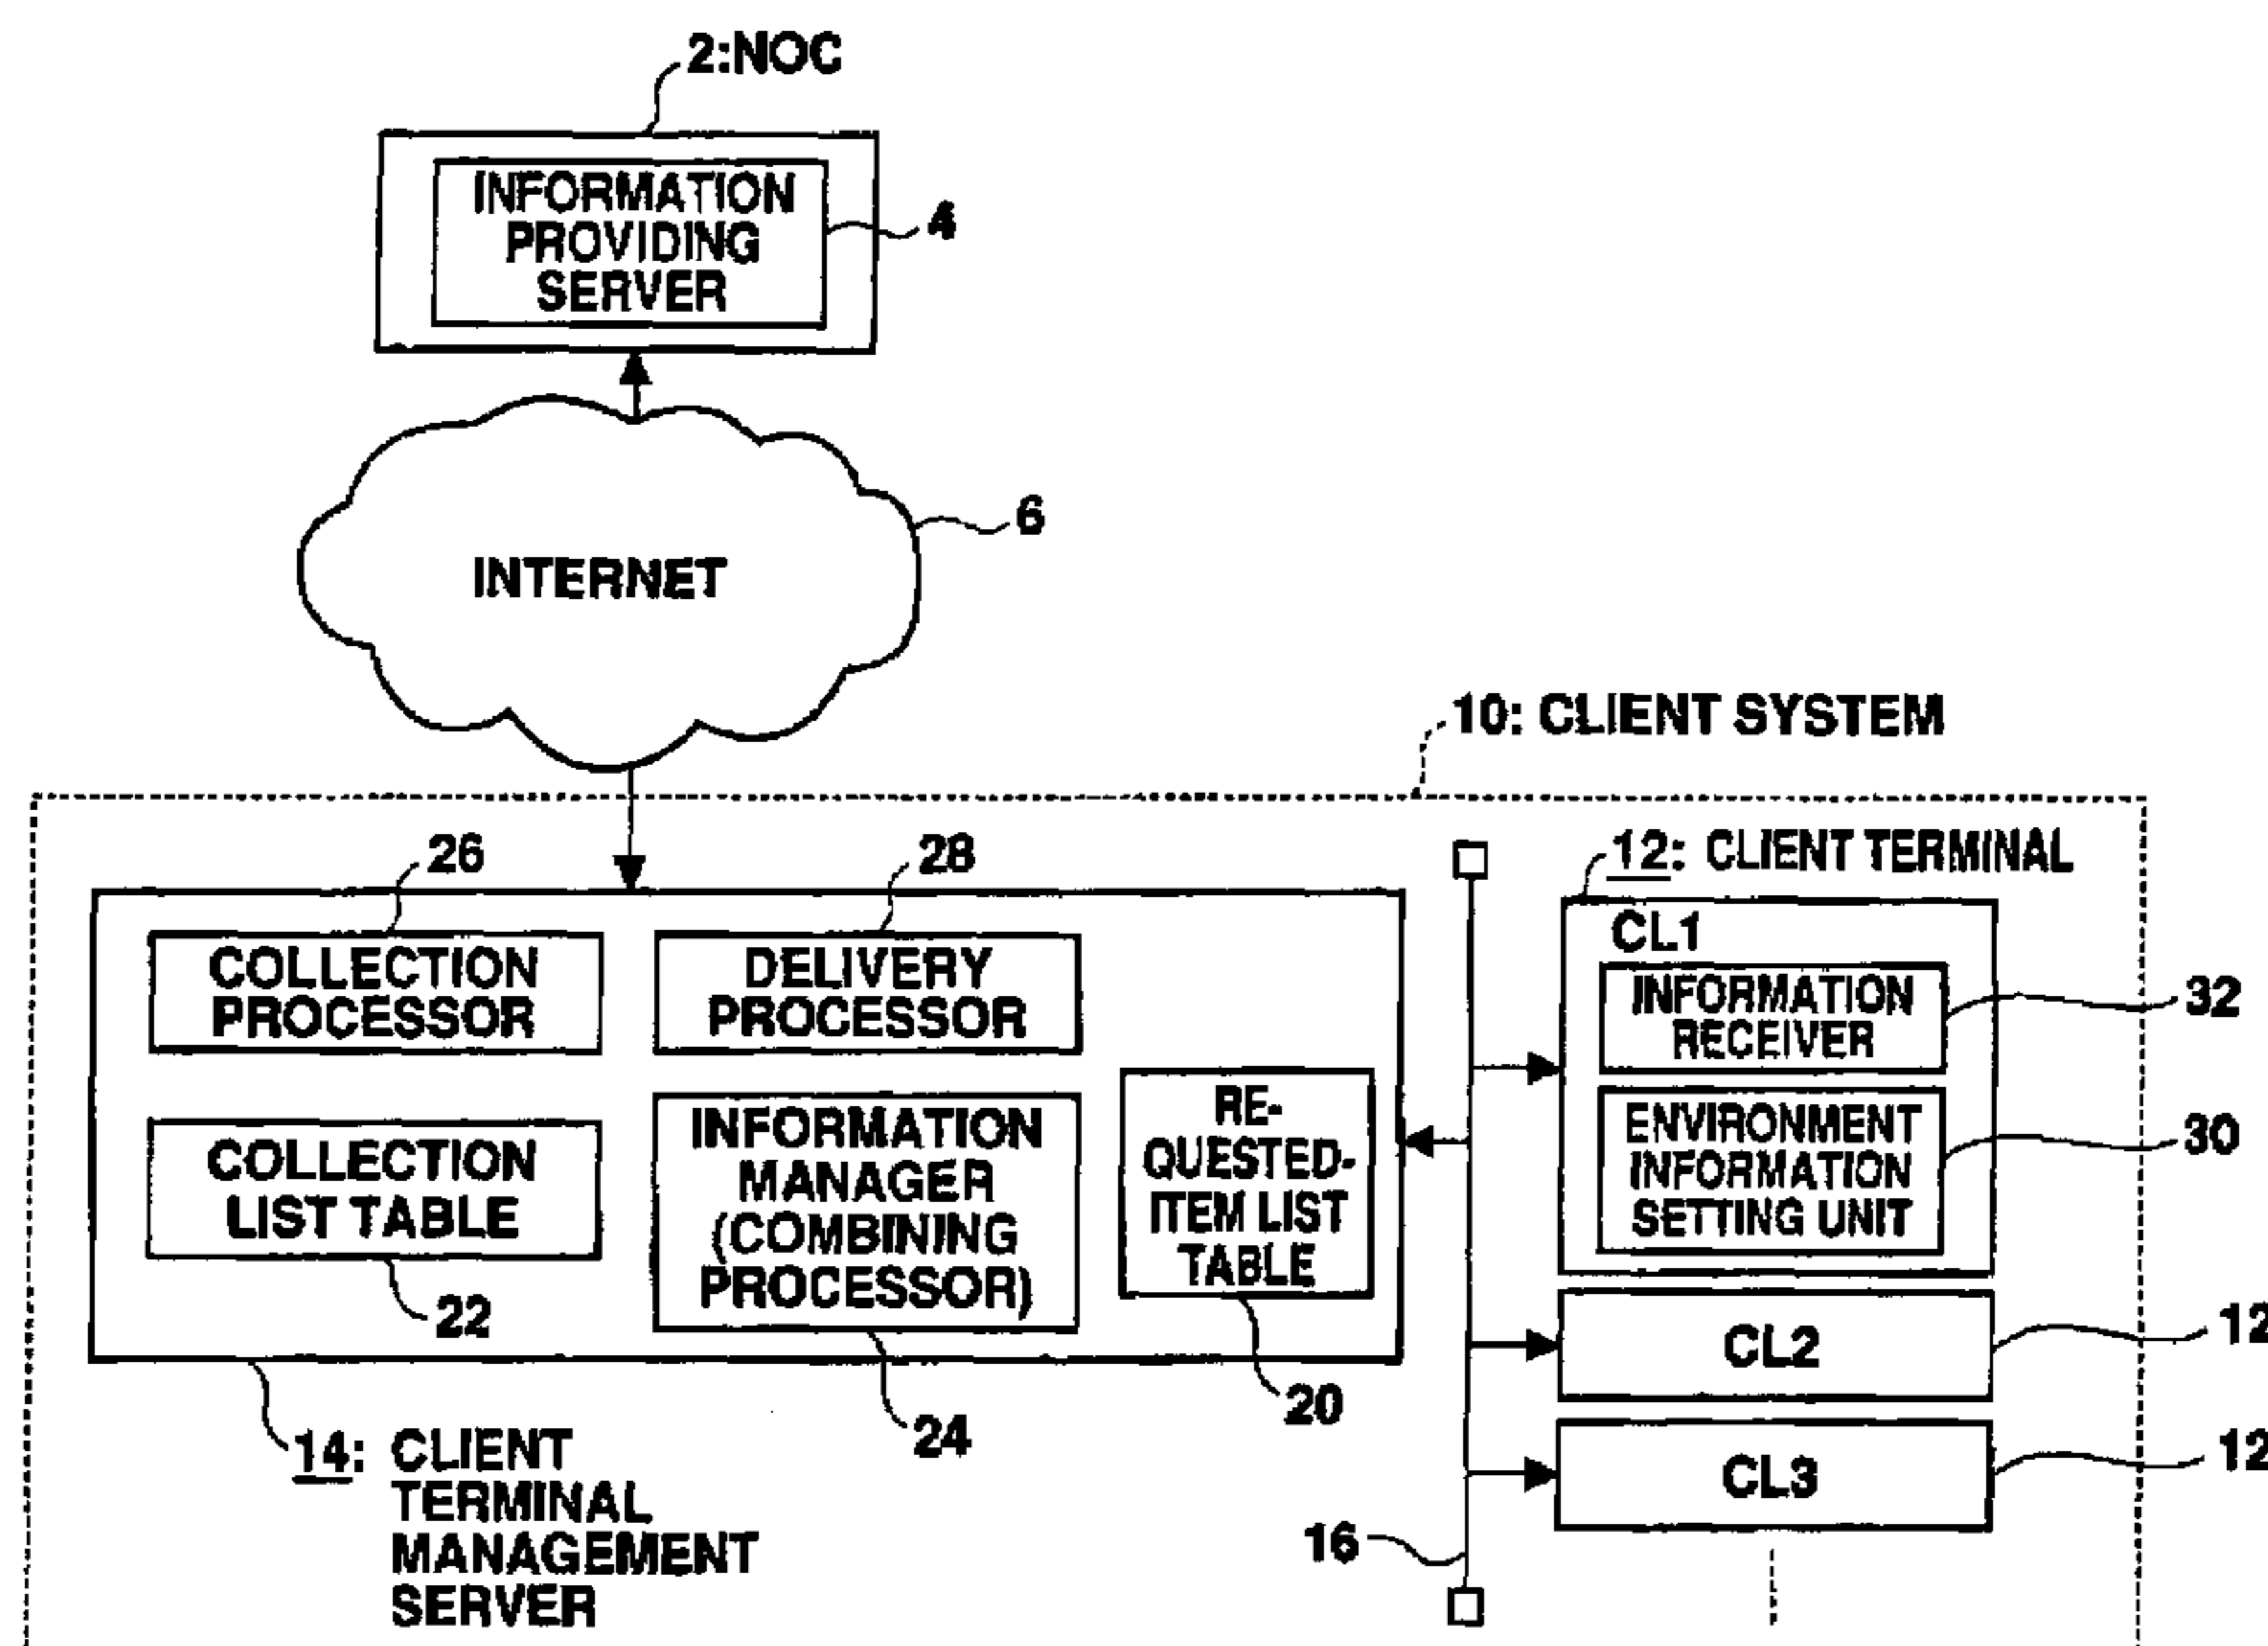 2:NOC
INFORMATION
PROVIDING
SERVER
4
INTERNET
6
10: CLIENT SYSTEM
26
28
12: CLIENT TERMINAL
COLLECTION
PROCESSOR
DELIVERY
PROCESSOR
CL1
INFORMATION
RECEIVER
32
COLLECTION
LIST TABLE
22
INFORMATION
MANAGER
(COMBINING
PROCESSOR)
24
RE-
QUESTED-
ITEM LIST
TABLE
20
ENVIRONMENT
INFORMATION
SETTING UNIT
30
CL2
12
CL3
12
14: CLIENT
TERMINAL
MANAGEMENT
SERVER
16